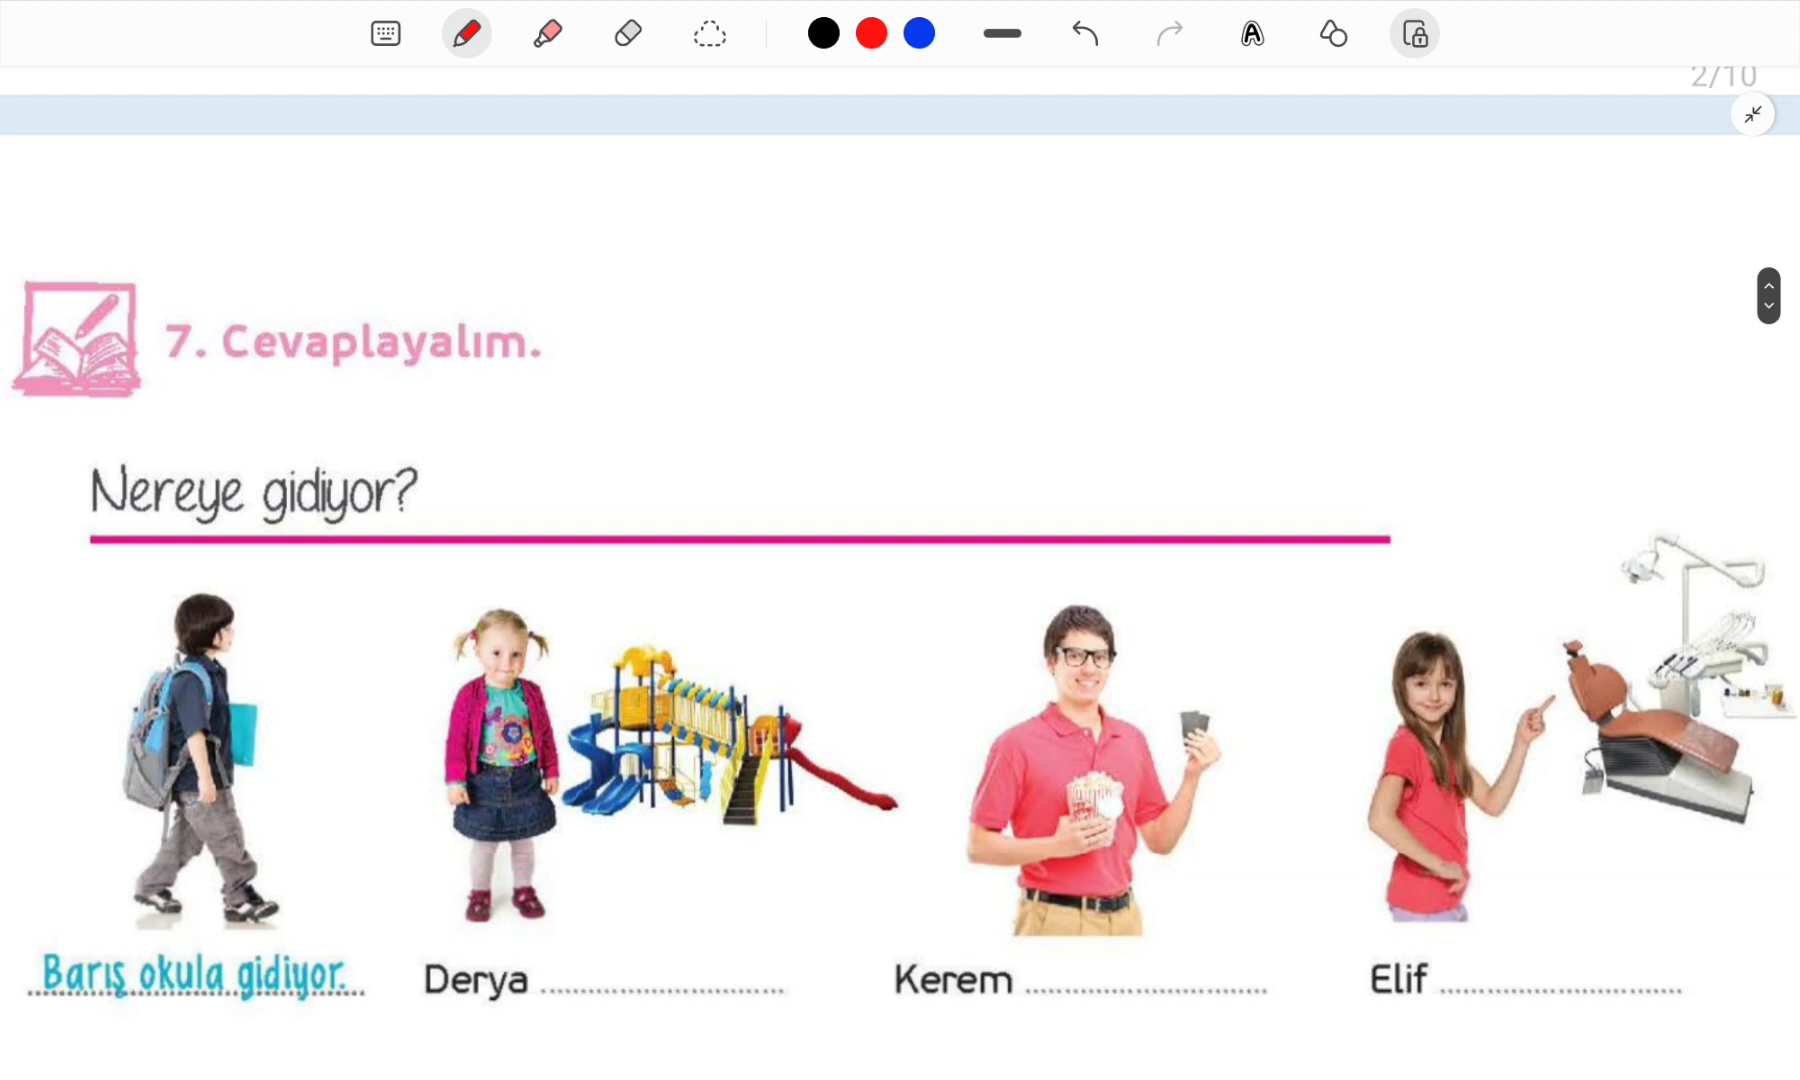 2/10
7. Cevaplayalım.
Nereye gidiyor?
Barış okula gidiyor.
Derya ............................
Kerem ............................
Elif ............................